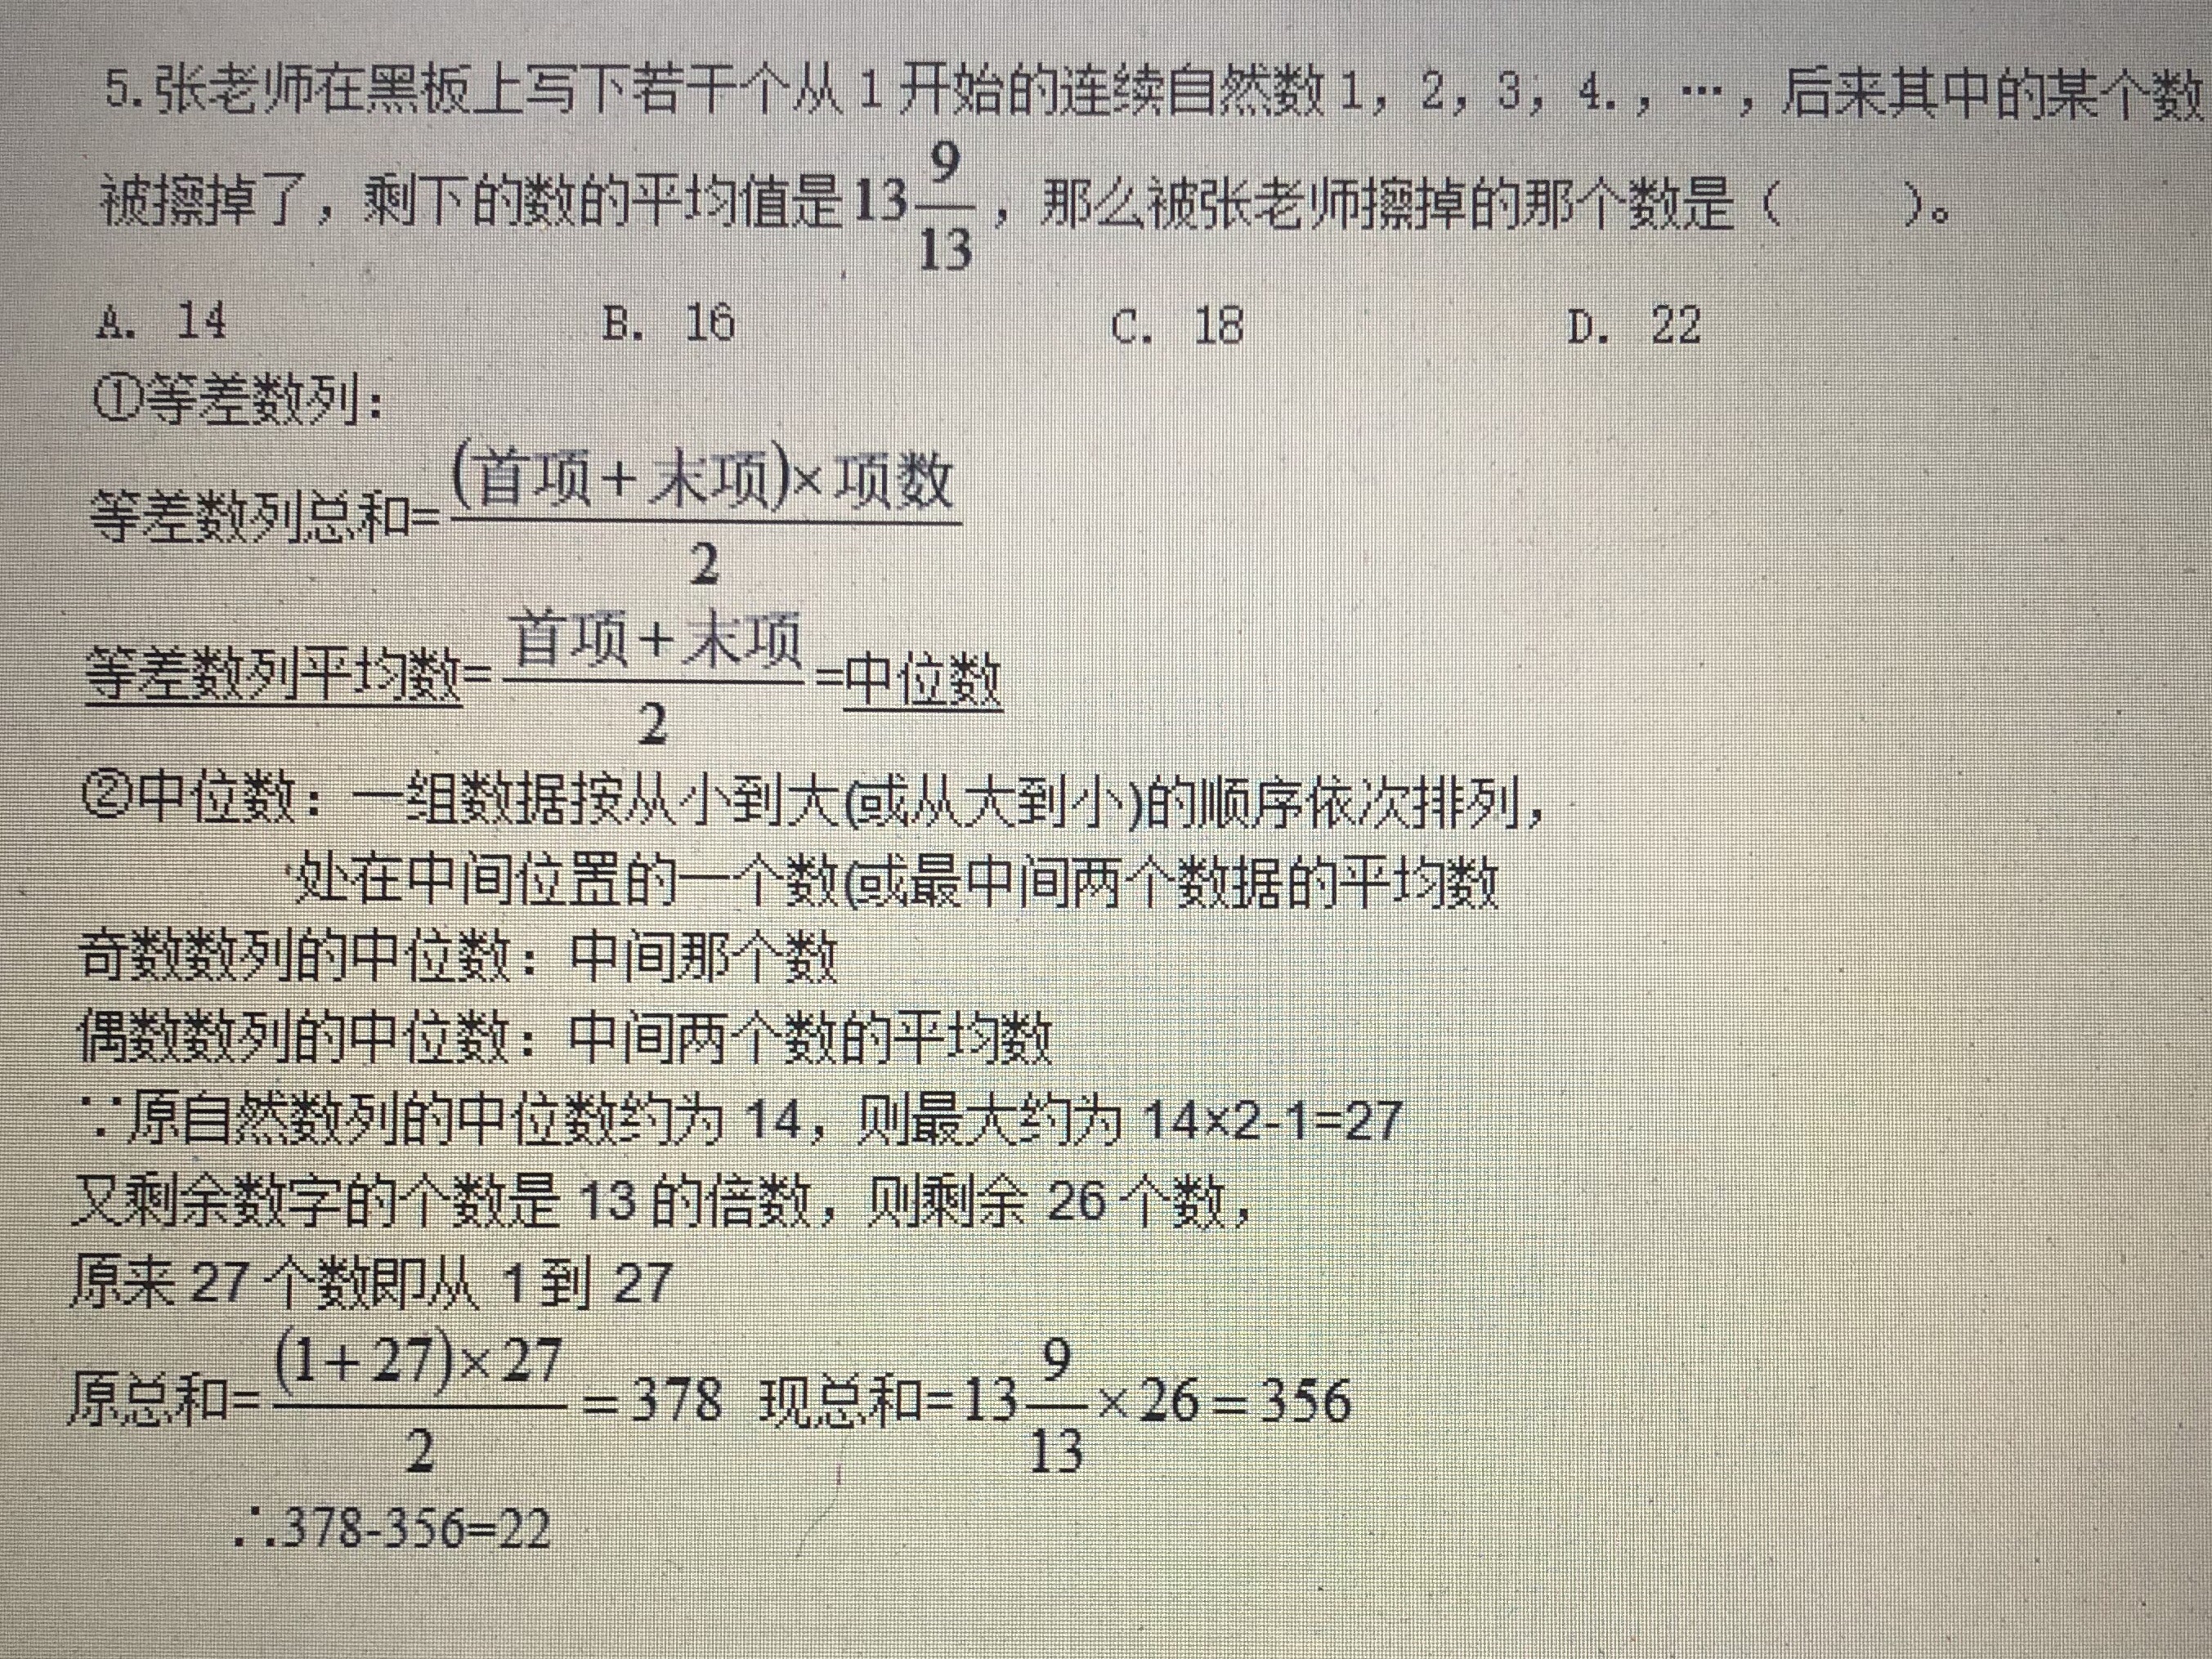 5.张老师在黑板上写下若干个从1开始的连续自然数1，2，3，4.，…，后来其中的某个数
被擦掉了，剩下的数的平均值是13 9/13，那么被张老师擦掉的那个数是（　　）。
A. 14　B. 16　C. 18　D. 22
①等差数列：
等差数列总和=(首项+末项)×项数/2
等差数列平均数=首项+末项/2=中位数
②中位数：一组数据按从小到大(或从大到小)的顺序依次排列，
处在中间位置的一个数(或最中间两个数据的平均数
奇数数列的中位数：中间那个数
偶数数列的中位数：中间两个数的平均数
∵原自然数列的中位数约为 14，则最大约为 14×2-1=27
又剩余数字的个数是 13 的倍数，则剩余 26 个数，
原来 27 个数即从 1 到 27
原总和=(1+27)×27/2=378 现总和=13 9/13×26=356
∴378-356=22